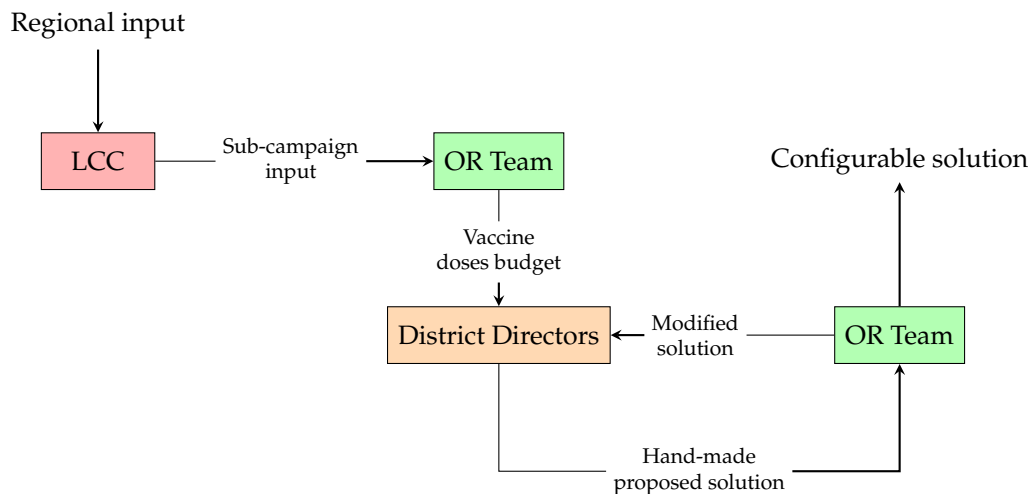 Regional input
LCC
Sub-campaign
input
OR Team
Configurable solution
Vaccine
doses budget
District Directors
Modified
solution
OR Team
Hand-made
proposed solution